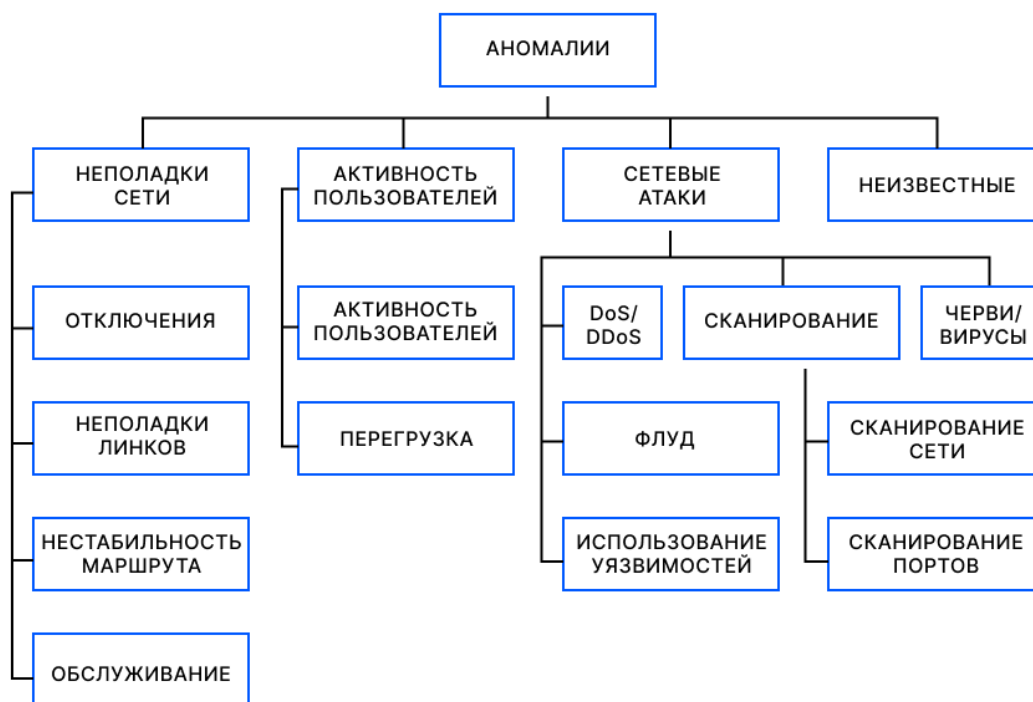 АНОМАЛИИ
НЕПОЛАДКИ
СЕТИ
АКТИВНОСТЬ
ПОЛЬЗОВАТЕЛЕЙ
СЕТЕВЫЕ
АТАКИ
НЕИЗВЕСТНЫЕ
ОТКЛЮЧЕНИЯ
АКТИВНОСТЬ
ПОЛЬЗОВАТЕЛЕЙ
DoS/
DDoS
СКАНИРОВАНИЕ
ЧЕРВИ/
ВИРУСЫ
НЕПОЛАДКИ
ЛИНКОВ
ПЕРЕГРУЗКА
ФЛУД
СКАНИРОВАНИЕ
СЕТИ
НЕСТАБИЛЬНОСТЬ
МАРШРУТА
ИСПОЛЬЗОВАНИЕ
УЯЗВИМОСТЕЙ
СКАНИРОВАНИЕ
ПОРТОВ
ОБСЛУЖИВАНИЕ